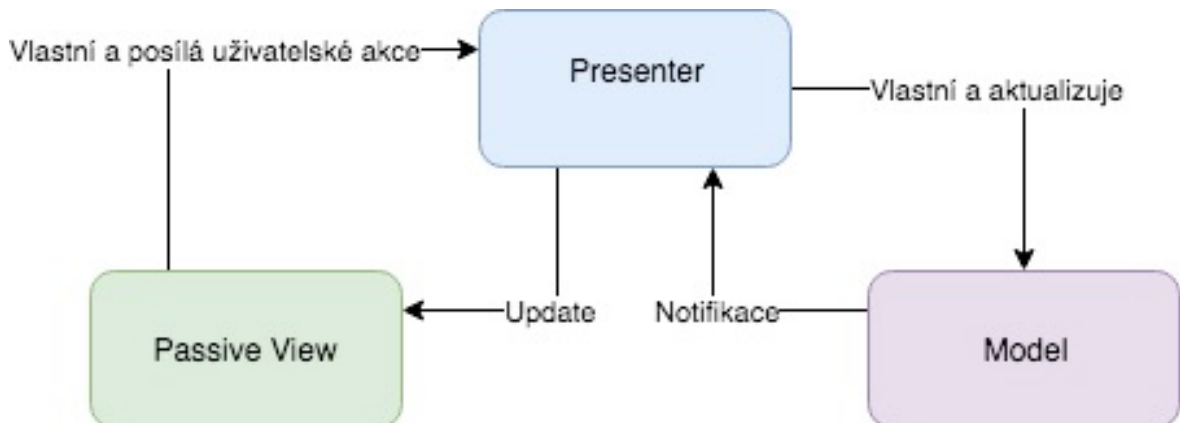 Vlastní a posílá uživatelské akce
Presenter
Vlastní a aktualizuje
Update
Notifikace
Passive View
Model